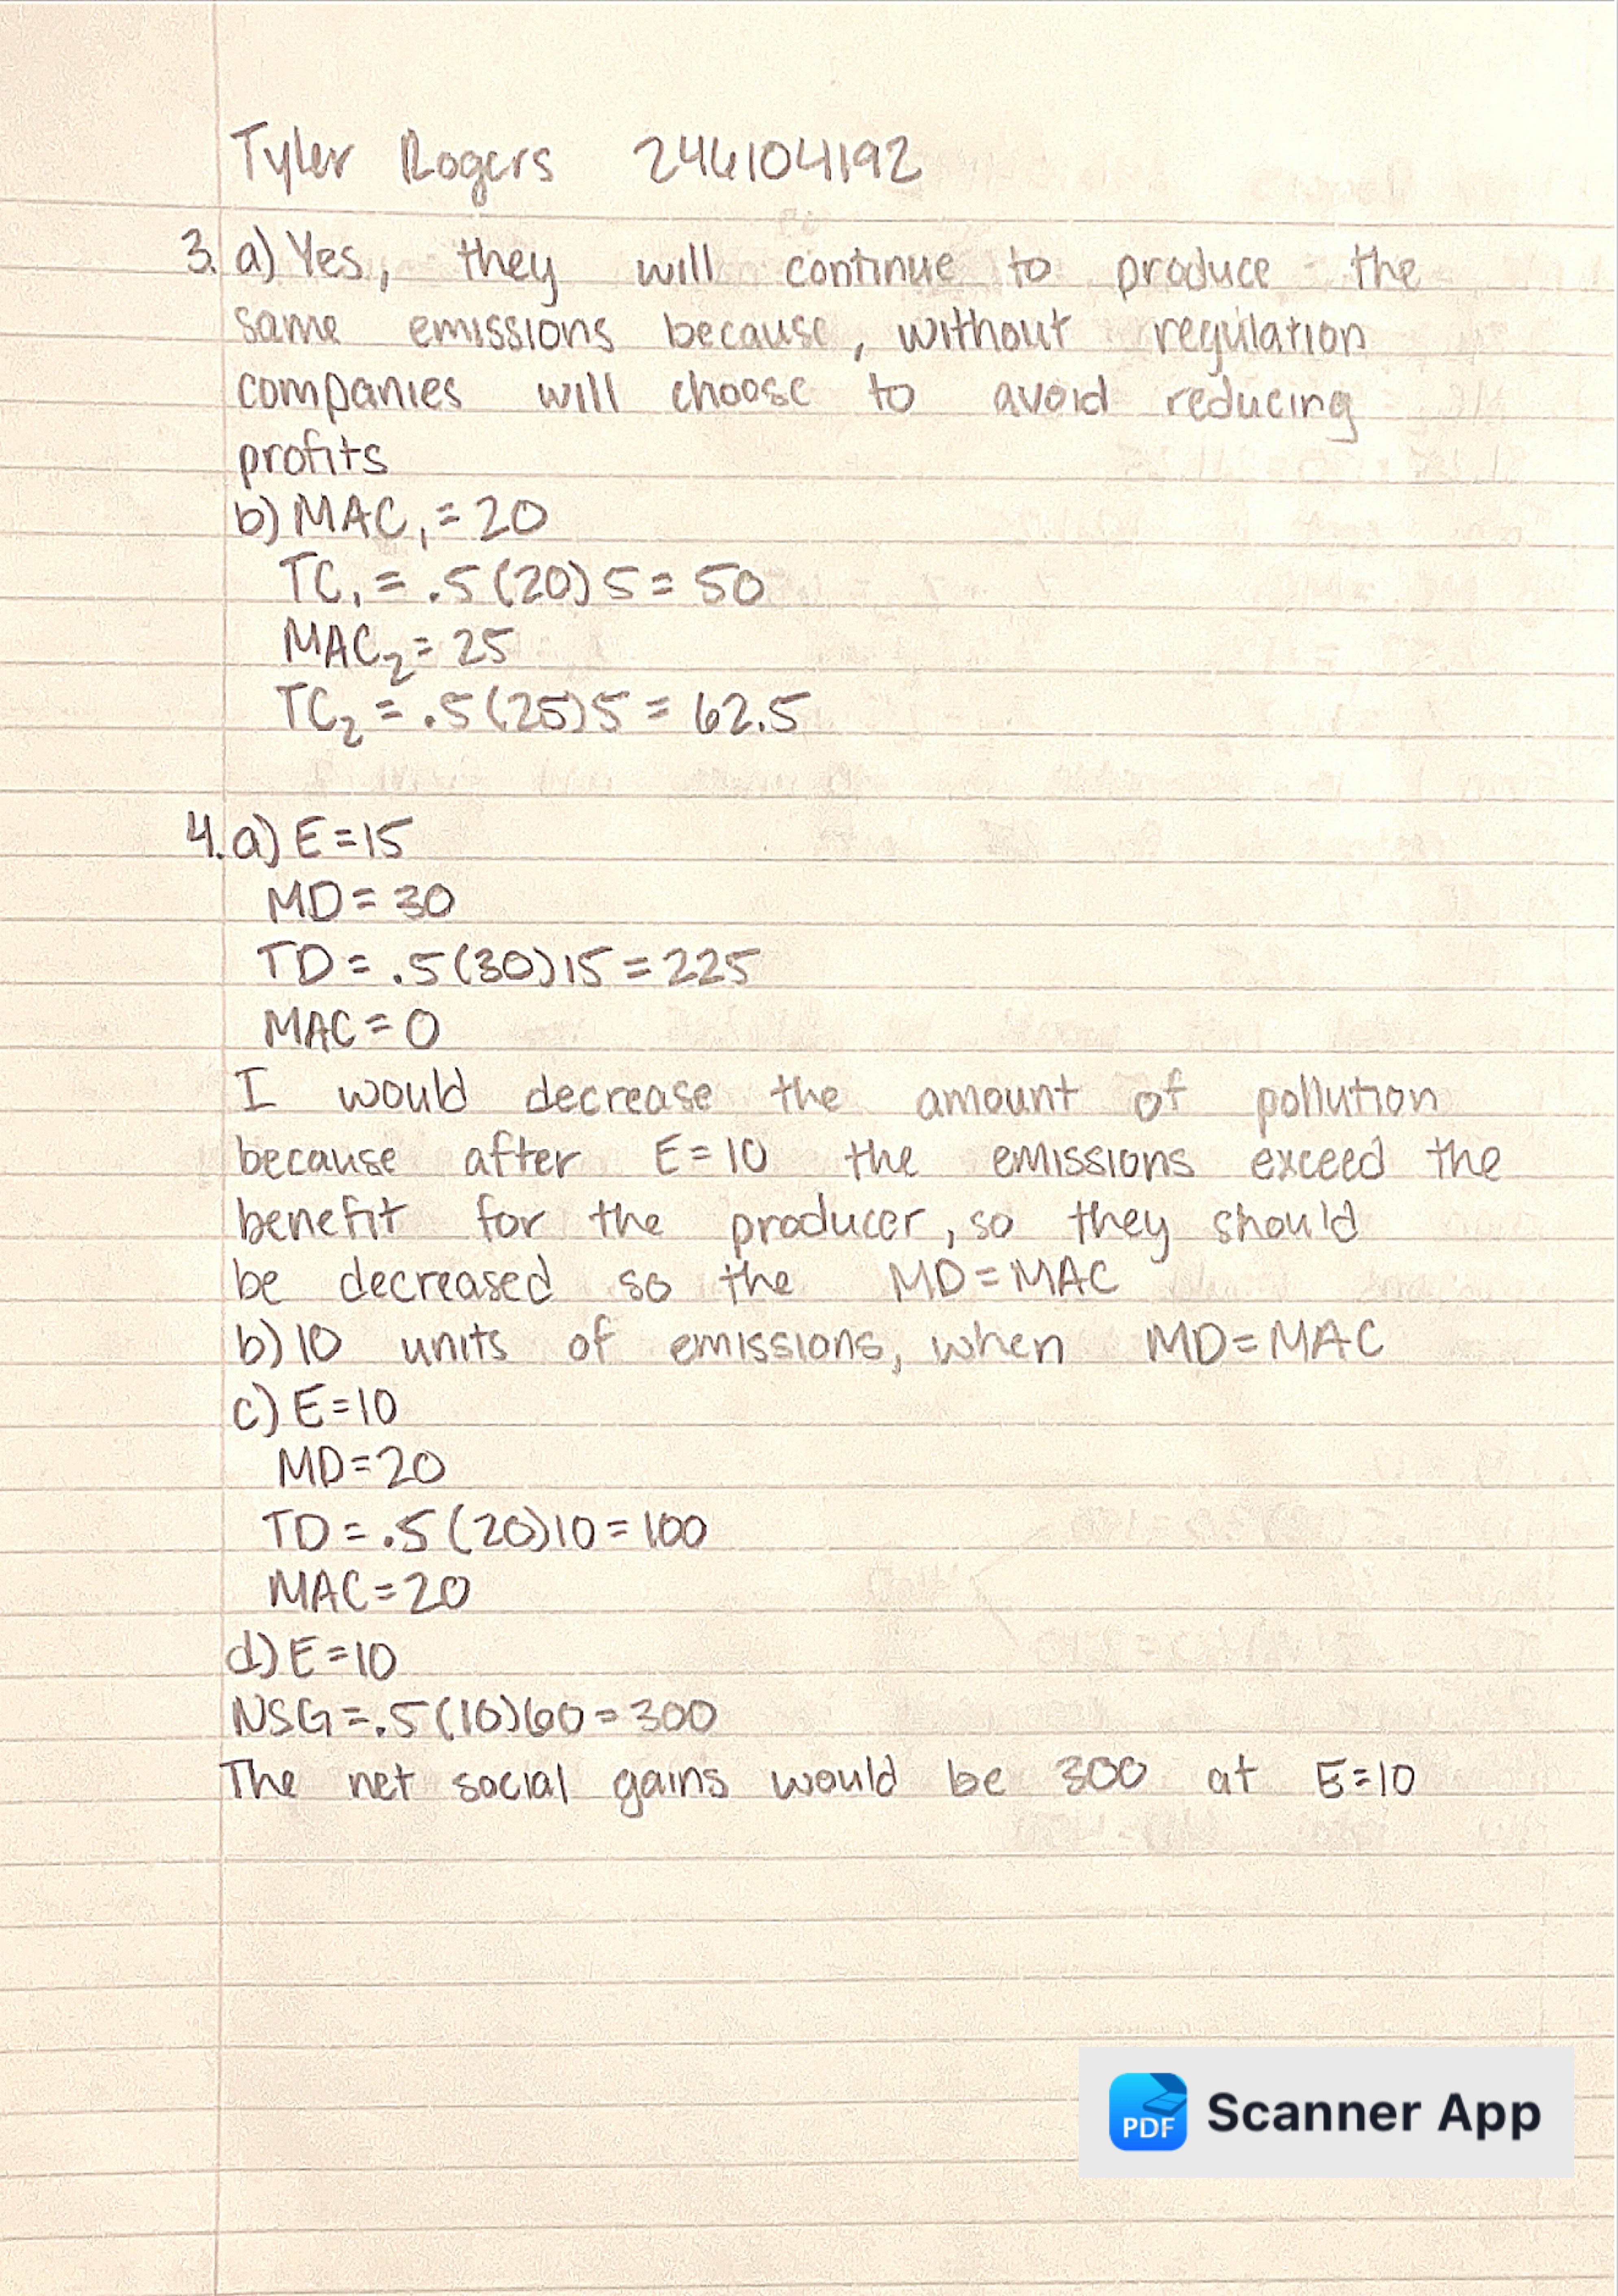 Tyler Rogers 246104192
3. a) Yes, they will continue to produce the
same emissions because, without regulation
companies will choose to avoid reducing
profits
b) MAC₁ = 20
TC₁ = .5(20)5 = 50
MAC₂ = 25
TC₂ = .5(25)5 = 62.5
4. a) E = 15
MD = 30
TD = .5(30)15 = 225
MAC = 0
I would decrease the amount of pollution
because after E = 10 the emissions exceed the
benefit for the producer, so they should
be decreased so the MD = MAC
b) 10 units of emissions, when MD = MAC
c) E = 10
MD = 20
TD = .5(20)10 = 100
MAC = 20
d) E = 10
NSG = .5(10)60 = 300
The net social gains would be 300 at E = 10
PDF Scanner App